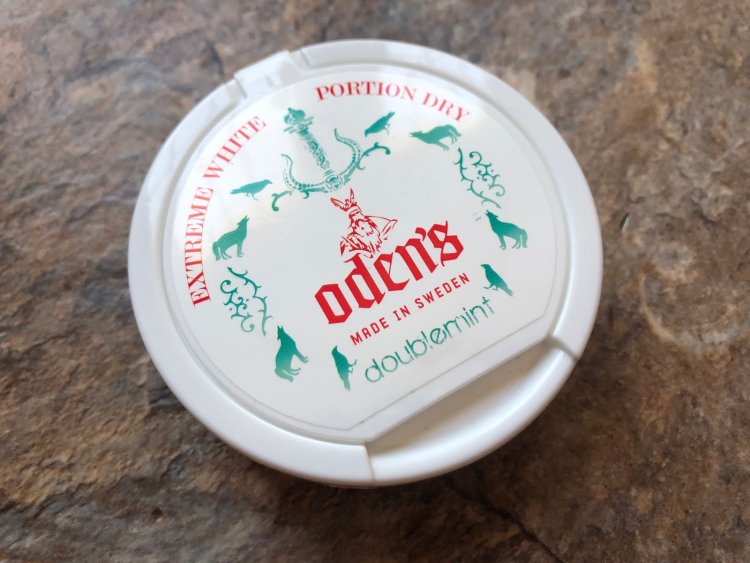 EXTREME WHITE
PORTION DRY
oden's
MADE IN SWEDEN
doublemint